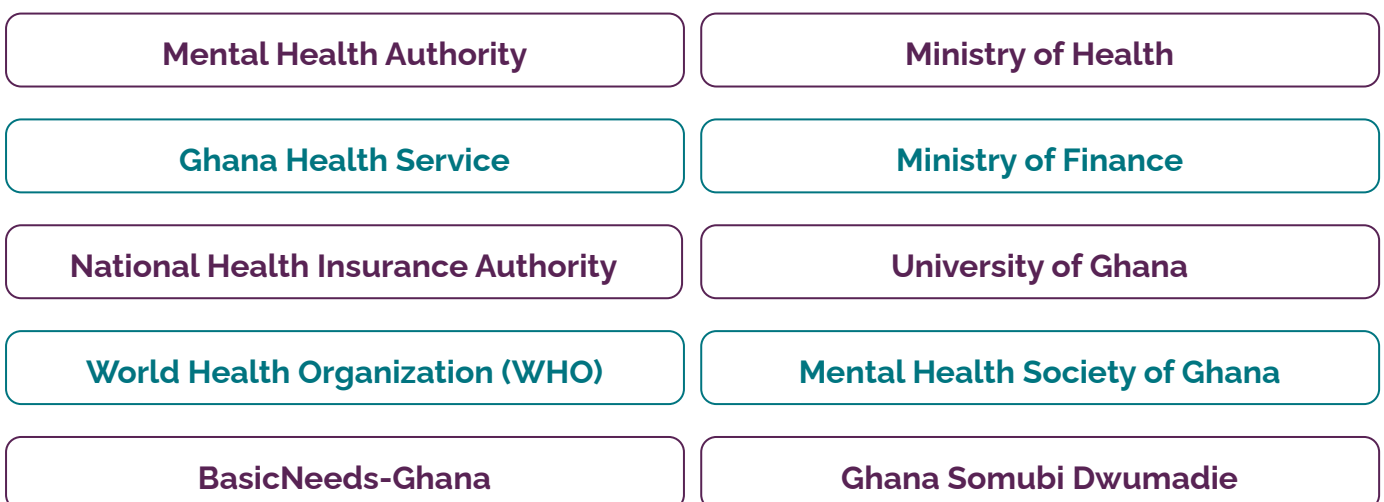 Mental Health Authority
Ministry of Health
Ghana Health Service
Ministry of Finance
National Health Insurance Authority
University of Ghana
World Health Organization (WHO)
Mental Health Society of Ghana
BasicNeeds-Ghana
Ghana Somubi Dwumadie